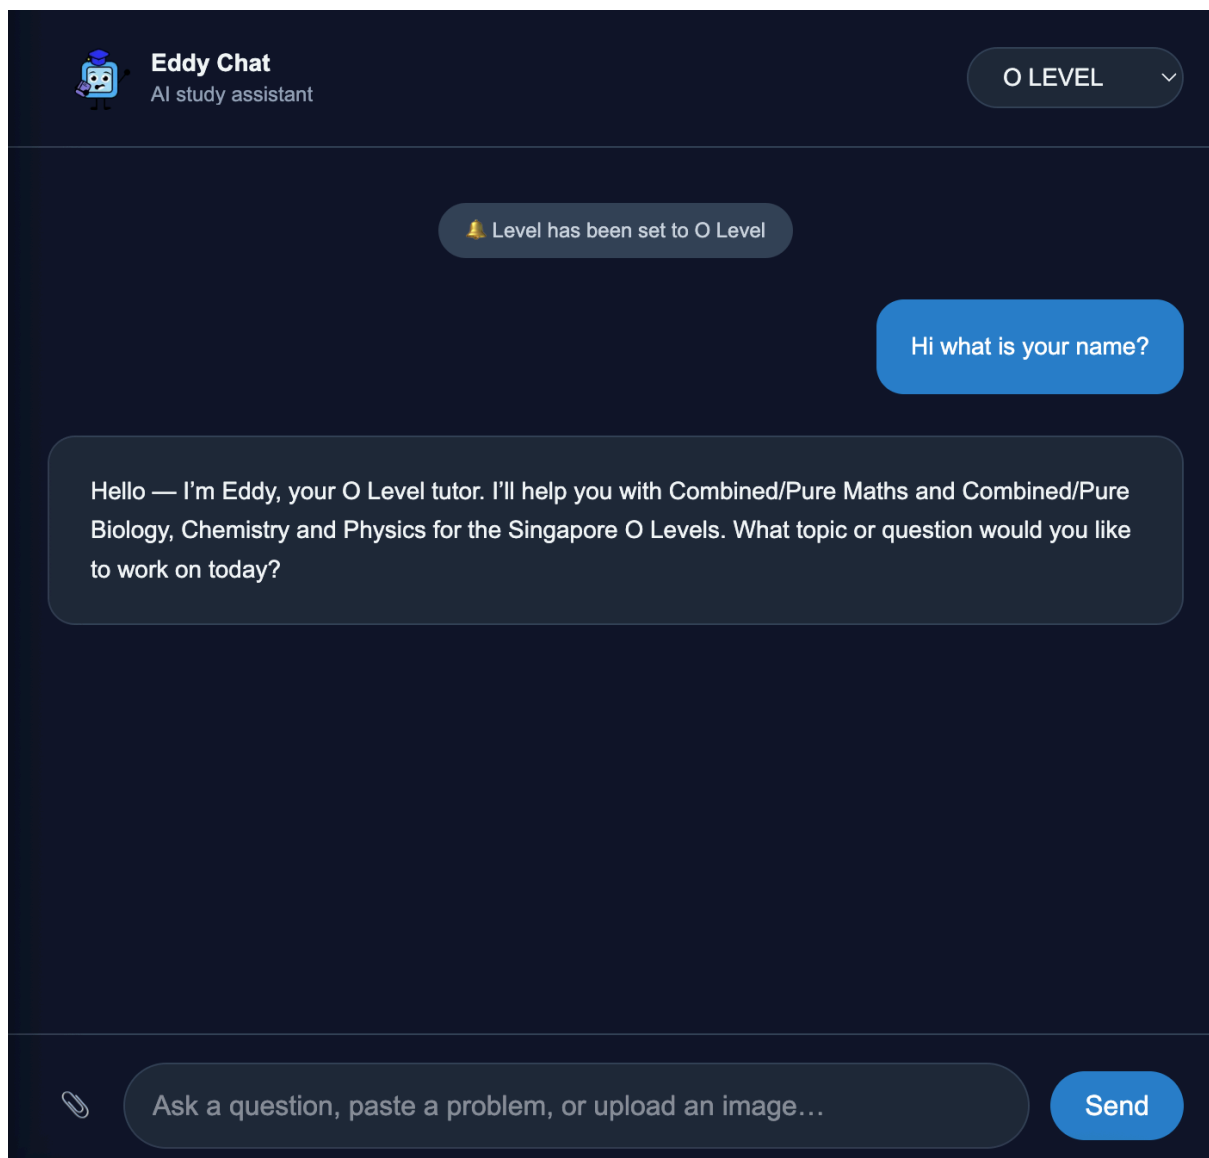 Eddy Chat
AI study assistant
O LEVEL
🔔 Level has been set to O Level
Hi what is your name?
Hello — I’m Eddy, your O Level tutor. I’ll help you with Combined/Pure Maths and Combined/Pure
Biology, Chemistry and Physics for the Singapore O Levels. What topic or question would you like
to work on today?
Ask a question, paste a problem, or upload an image…
Send